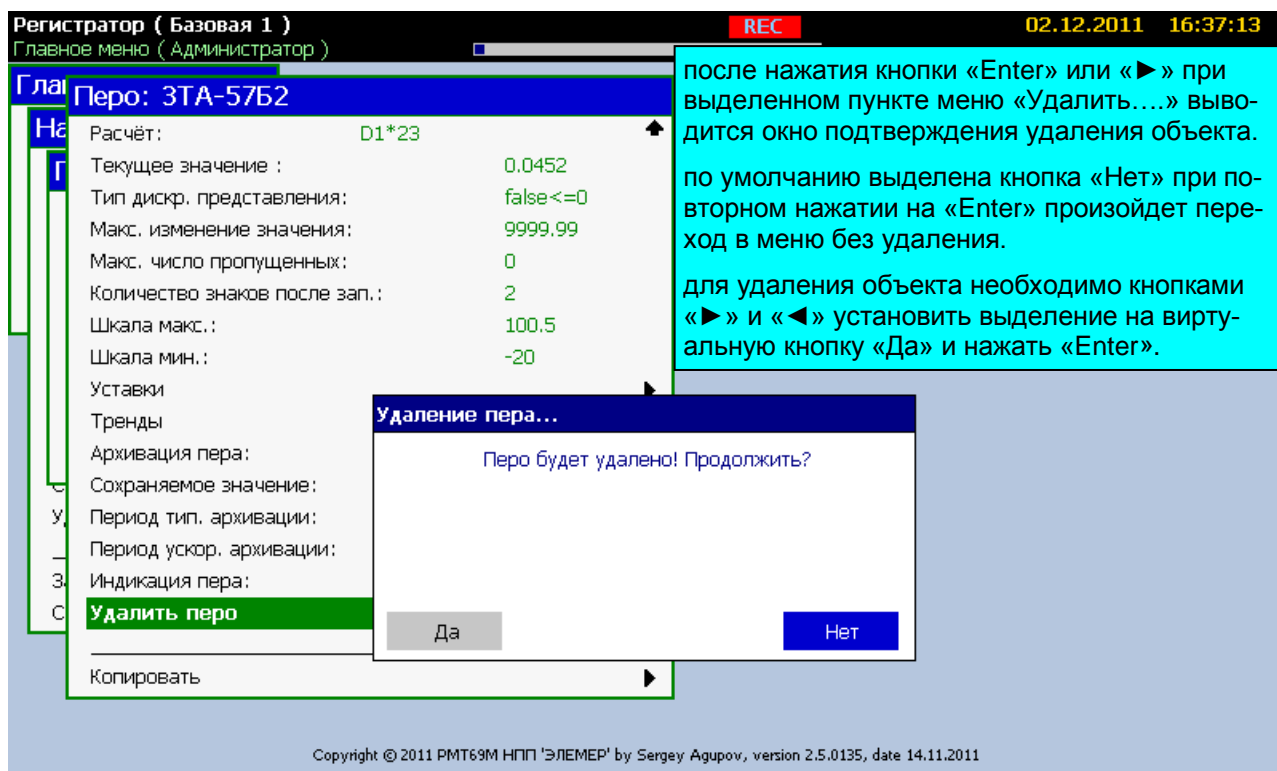 Регистратор ( Базовая 1 )
REC
02.12.2011 16:37:13
Главное меню ( Администратор )
после нажатия кнопки «Enter» или «►» при
выделенном пункте меню «Удалить….» выво-
дится окно подтверждения удаления объекта.
по умолчанию выделена кнопка «Нет» при по-
вторном нажатии на «Enter» произойдет пере-
ход в меню без удаления.
для удаления объекта необходимо кнопками
«►» и «◄» установить выделение на вирту-
альную кнопку «Да» и нажать «Enter».
Перо: 3ТА-57Б2
Расчёт: D1*23
Текущее значение : 0.0452
Тип дискр. представления: false<=0
Макс. изменение значения: 9999.99
Макс. число пропущенных: 0
Количество знаков после зап.: 2
Шкала макс.: 100.5
Шкала мин.: -20
Уставки
Тренды
Архивация пера:
Сохраняемое значение:
Период тип. архивации:
Период ускор. архивации:
Индикация пера:
Удалить перо
Копировать
Удаление пера...
Перо будет удалено! Продолжить?
Да
Нет
Copyright © 2011 РМТ69М НПП 'ЭЛЕМЕР' by Sergey Agupov, version 2.5.0135, date 14.11.2011